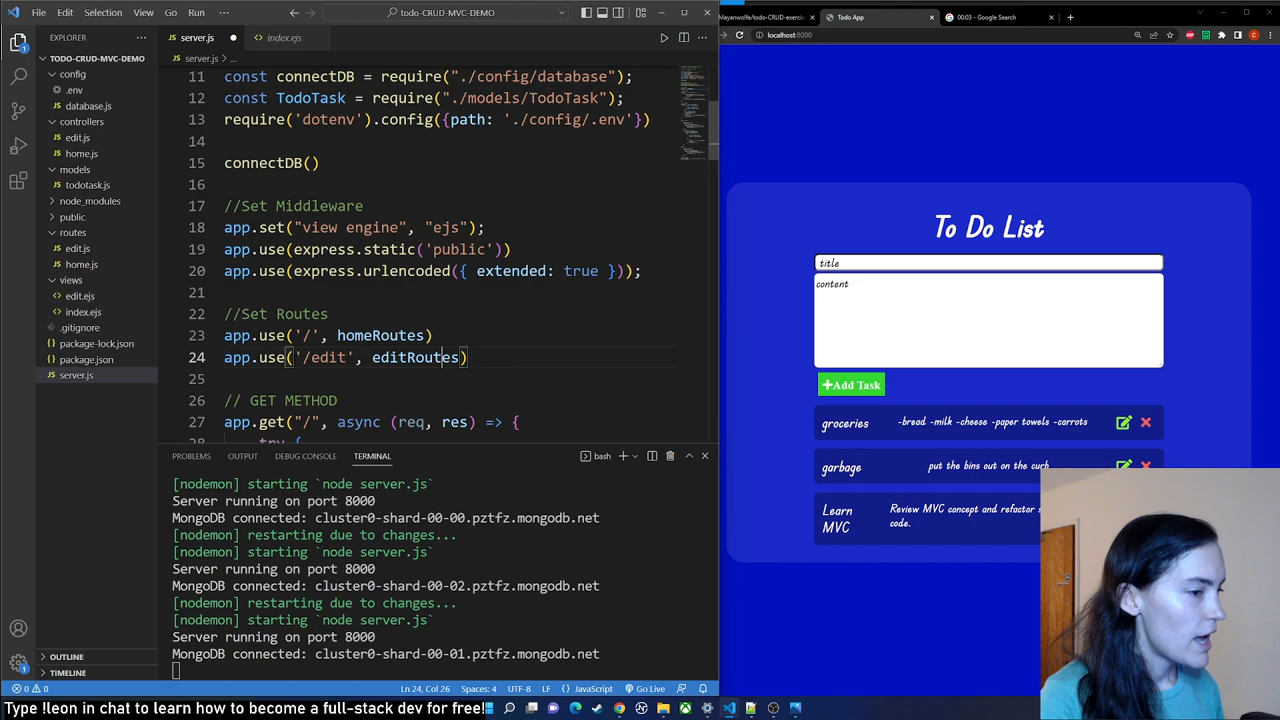 File Edit Selection View Go Run
Mayanwolfe/todo-CRUD-exerci
Todo App
00:03 - Google Search
localhost:8000
EXPLORER
server.js
index.ejs
TODO-CRUD-MVC-DEMO
config
.env
database.js
controllers
edit.js
home.js
models
todotask.js
node_modules
public
routes
edit.js
home.js
views
edit.ejs
index.ejs
.gitignore
package-lock.json
package.json
server.js
OUTLINE
TIMELINE
server.js > ...
11 const connectDB = require("./config/database");
12 const TodoTask = require("./models/TodoTask");
13 require('dotenv').config({path: './config/.env'})
14
15 connectDB()
16
17 //Set Middleware
18 app.set("view engine", "ejs");
19 app.use(express.static('public'))
20 app.use(express.urlencoded({ extended: true }));
21
22 //Set Routes
23 app.use('/', homeRoutes)
24 app.use('/edit', editRoutes)
25
26 // GET METHOD
27 app.get("/", async (req, res) => {
28 try {
PROBLEMS OUTPUT DEBUG CONSOLE TERMINAL
bash
[nodemon] starting `node server.js`
Server running on port 8000
MongoDB connected: cluster0-shard-00-00.pztfz.mongodb.net
[nodemon] restarting due to changes...
[nodemon] starting `node server.js`
Server running on port 8000
MongoDB connected: cluster0-shard-00-02.pztfz.mongodb.net
[nodemon] restarting due to changes...
[nodemon] starting `node server.js`
Server running on port 8000
MongoDB connected: cluster0-shard-00-01.pztfz.mongodb.net
0 0
Ln 24, Col 26 Spaces: 4 UTF-8 LF JavaScript Go Live
To Do List
title
content
Add Task
groceries -bread -milk -cheese -paper towels -carrots
garbage put the bins out on the curb
Learn MVC Review MVC concept and refactor
code.
Type !leon in chat to learn how to become a full-stack dev for free!